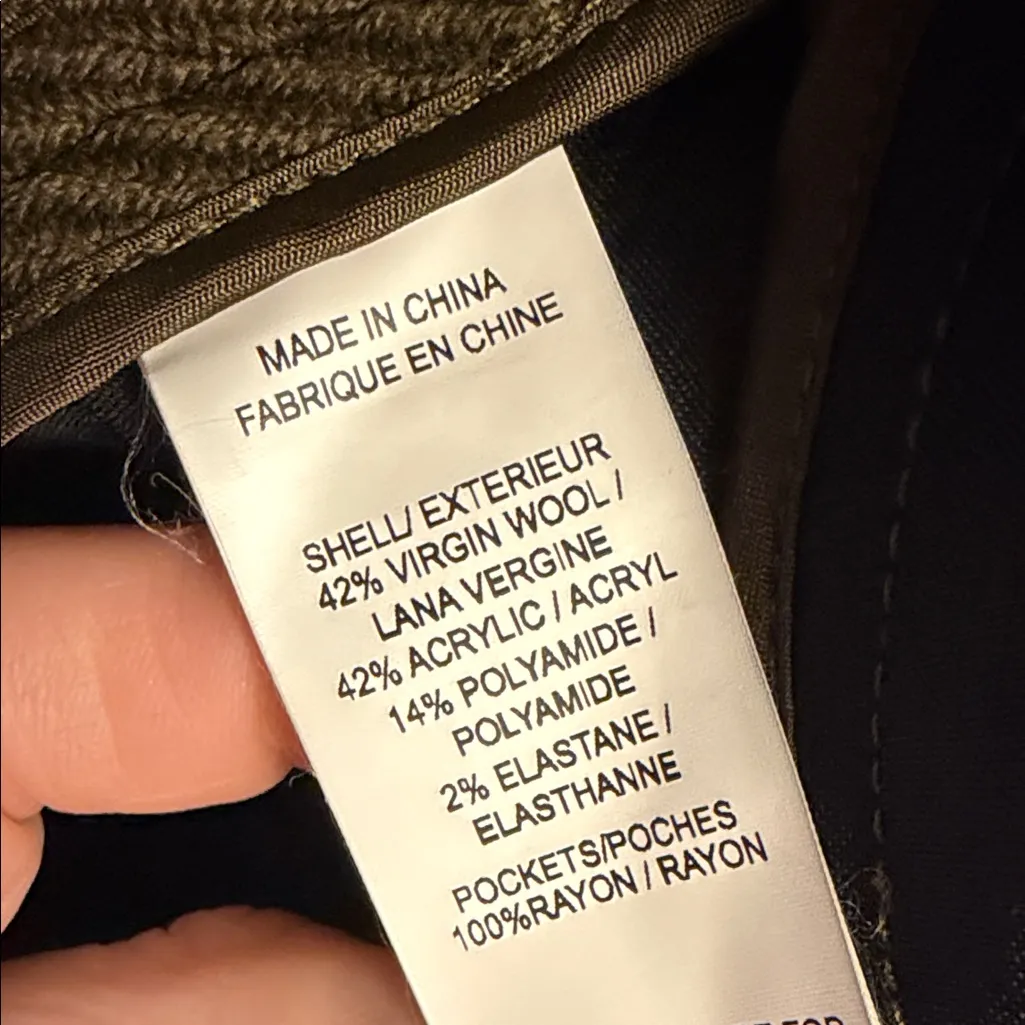 MADE IN CHINA
FABRIQUE EN CHINE
SHELL/ EXTERIEUR
42% VIRGIN WOOL /
LANA VERGINE
42% ACRYLIC / ACRYL
14% POLYAMIDE /
POLYAMIDE
2% ELASTANE /
ELASTHANNE
POCKETS/POCHES
100%RAYON / RAYON
FOR